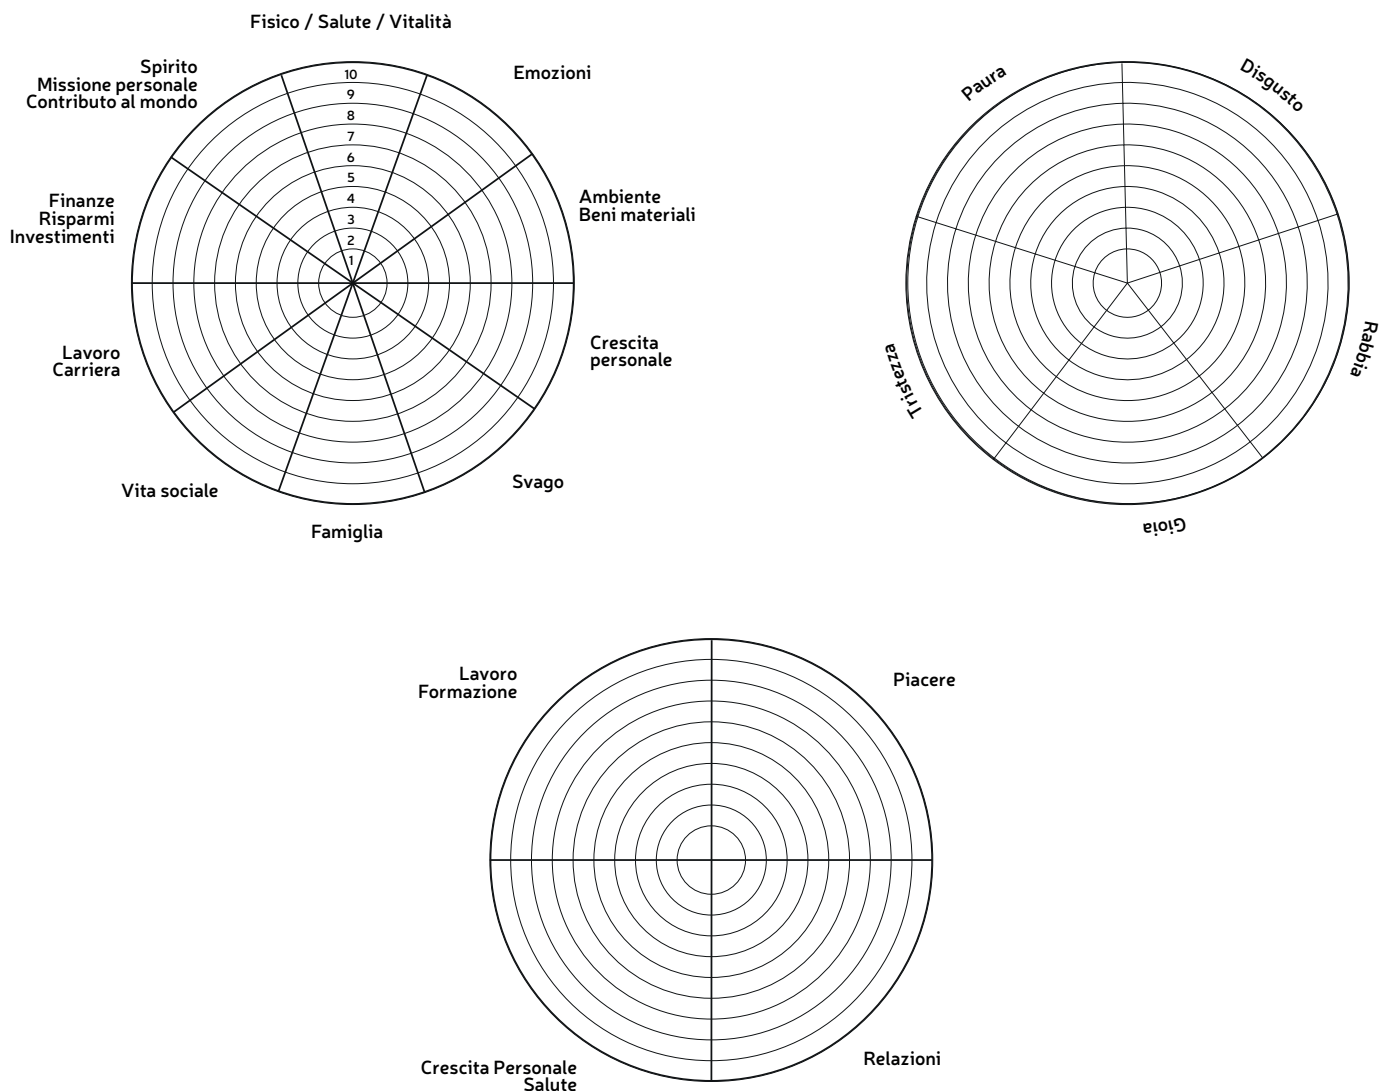 Fisico / Salute / Vitalità
Spirito
Missione personale
Contributo al mondo
Emozioni
10
9
8
7
6
5
4
3
2
1
Finanze
Risparmi
Investimenti
Ambiente
Beni materiali
Lavoro
Carriera
Crescita
personale
Vita sociale
Svago
Famiglia
Paura
Disgusto
Rabbia
Tristezza
Gioia
Lavoro
Formazione
Piacere
Crescita Personale
Salute
Relazioni